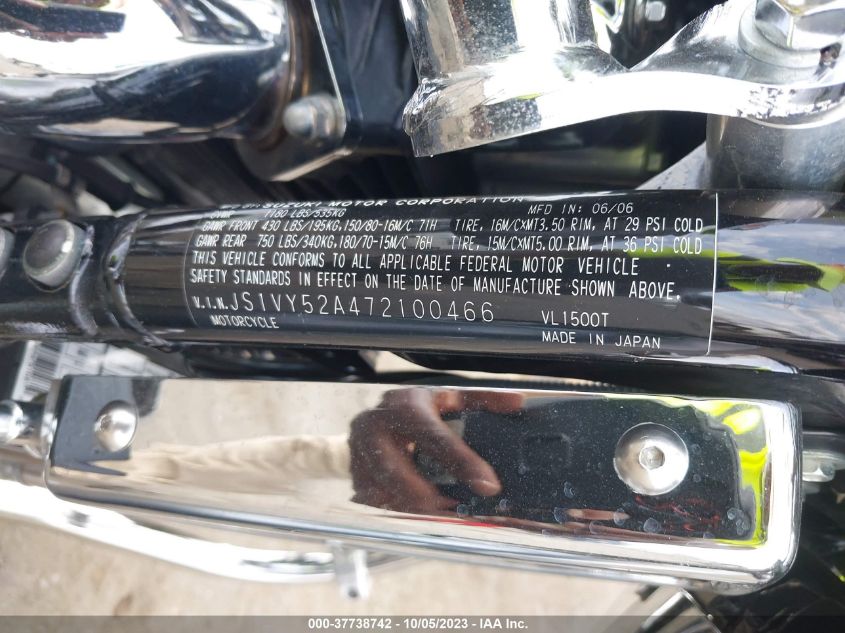 SUZUKI MOTOR CORPORATION MFD IN: 06/06
GVWR 1180 LBS/535KG
GAWR FRONT 430 LBS/195KG,150/80-16M/C 71H TIRE, 16M/CXMT3.50 RIM, AT 29 PSI COLD
GAWR REAR 750 LBS/340KG,180/70-15M/C 76H TIRE, 15M/CXMT5.00 RIM, AT 36 PSI COLD
THIS VEHICLE CONFORMS TO ALL APPLICABLE FEDERAL MOTOR VEHICLE
SAFETY STANDARDS IN EFFECT ON THE DATE OF MANUFACTURE SHOWN ABOVE.
V.I.N.JS1VY52A472100466 VL1500T
MOTORCYCLE MADE IN JAPAN
000-37738742 / 10/05/2023 - IAA Inc.